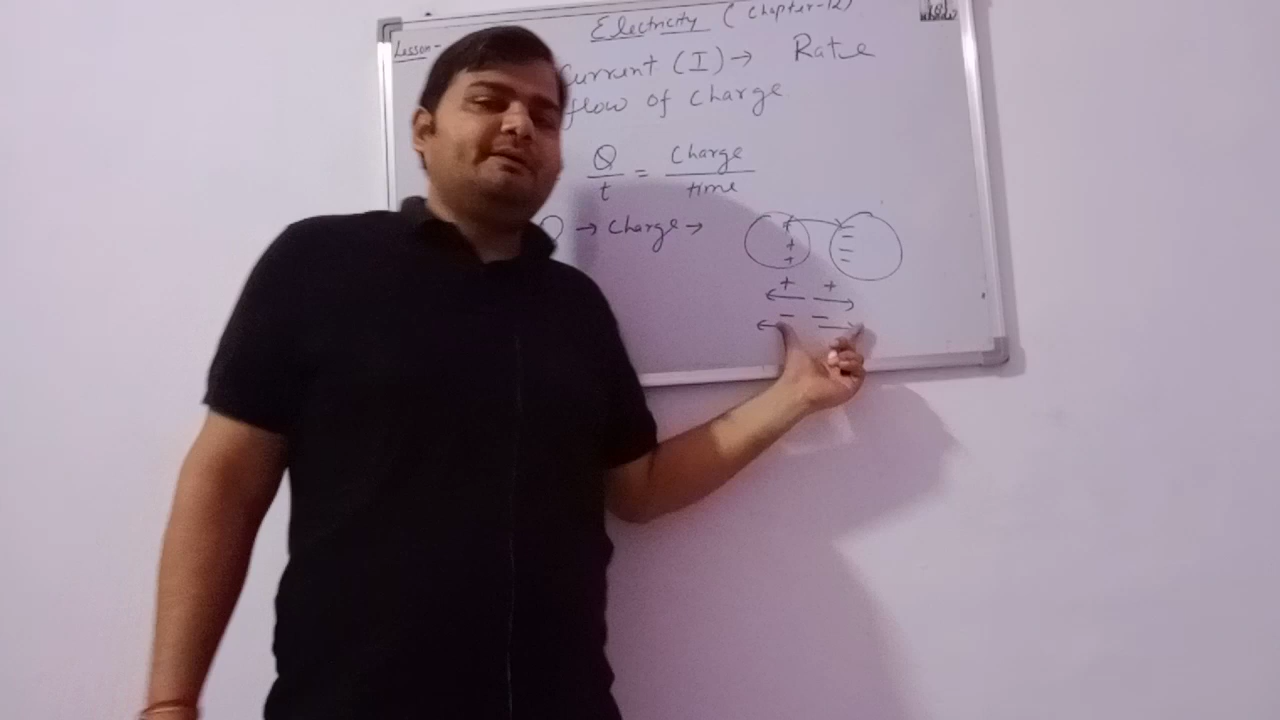 Electricity (Chapter-12)
Lesson-
Current (I) → Rate
flow of charge
Q/t = Charge/time
Q → Charge →
+ −
+ −
+ −
+ +
− −